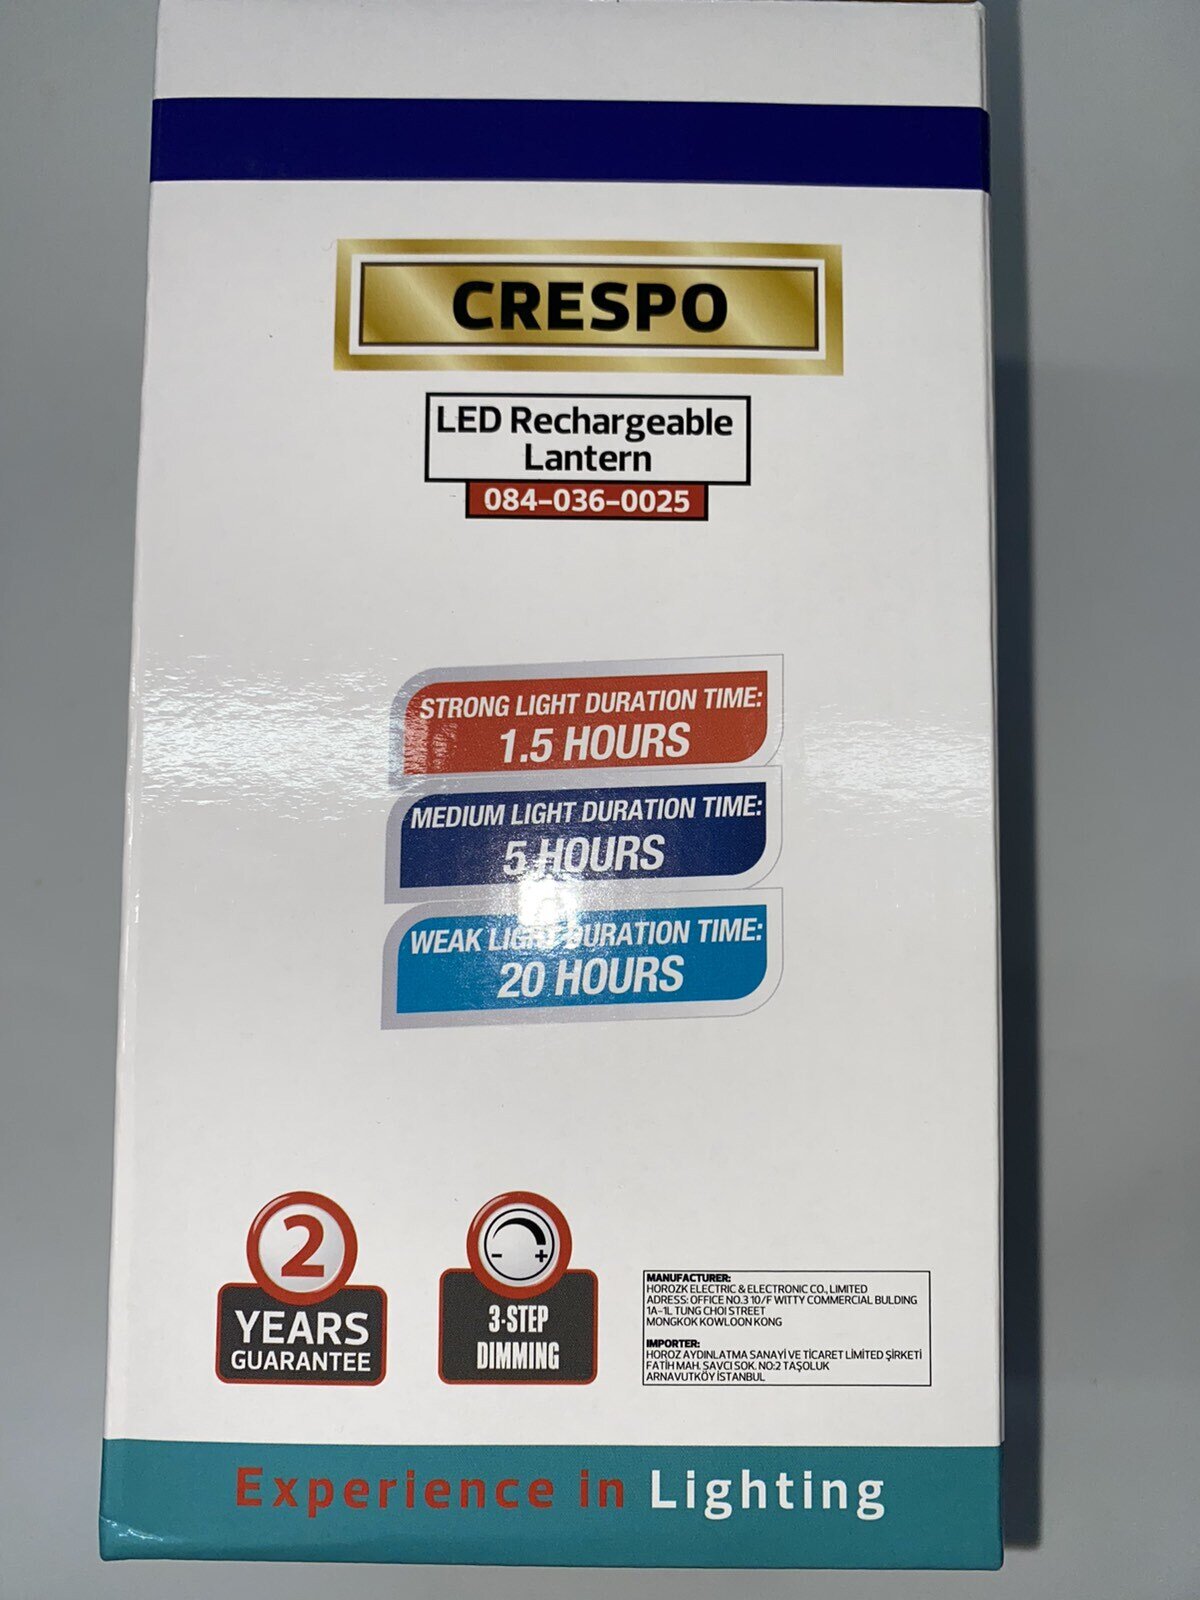 CRESPO
LED Rechargeable
Lantern
084-036-0025
STRONG LIGHT DURATION TIME:
1.5 HOURS
MEDIUM LIGHT DURATION TIME:
5 HOURS
WEAK LIGHT DURATION TIME:
20 HOURS
2
YEARS
GUARANTEE
- +
3-STEP
DIMMING
MANUFACTURER:
HOROZK ELECTRIC & ELECTRONIC CO., LIMITED
ADRESS: OFFICE NO.3 10/F WITTY COMMERCIAL BULDING
1A-1L TUNG CHOI STREET
MONGKOK KOWLOON KONG
IMPORTER:
HOROZ AYDINLATMA SANAYİ VE TİCARET LİMİTED ŞİRKETİ
FATİH MAH. SAVCI SOK. NO:2 TAŞOLUK
ARNAVUTKÖY İSTANBUL
Experience in Lighting